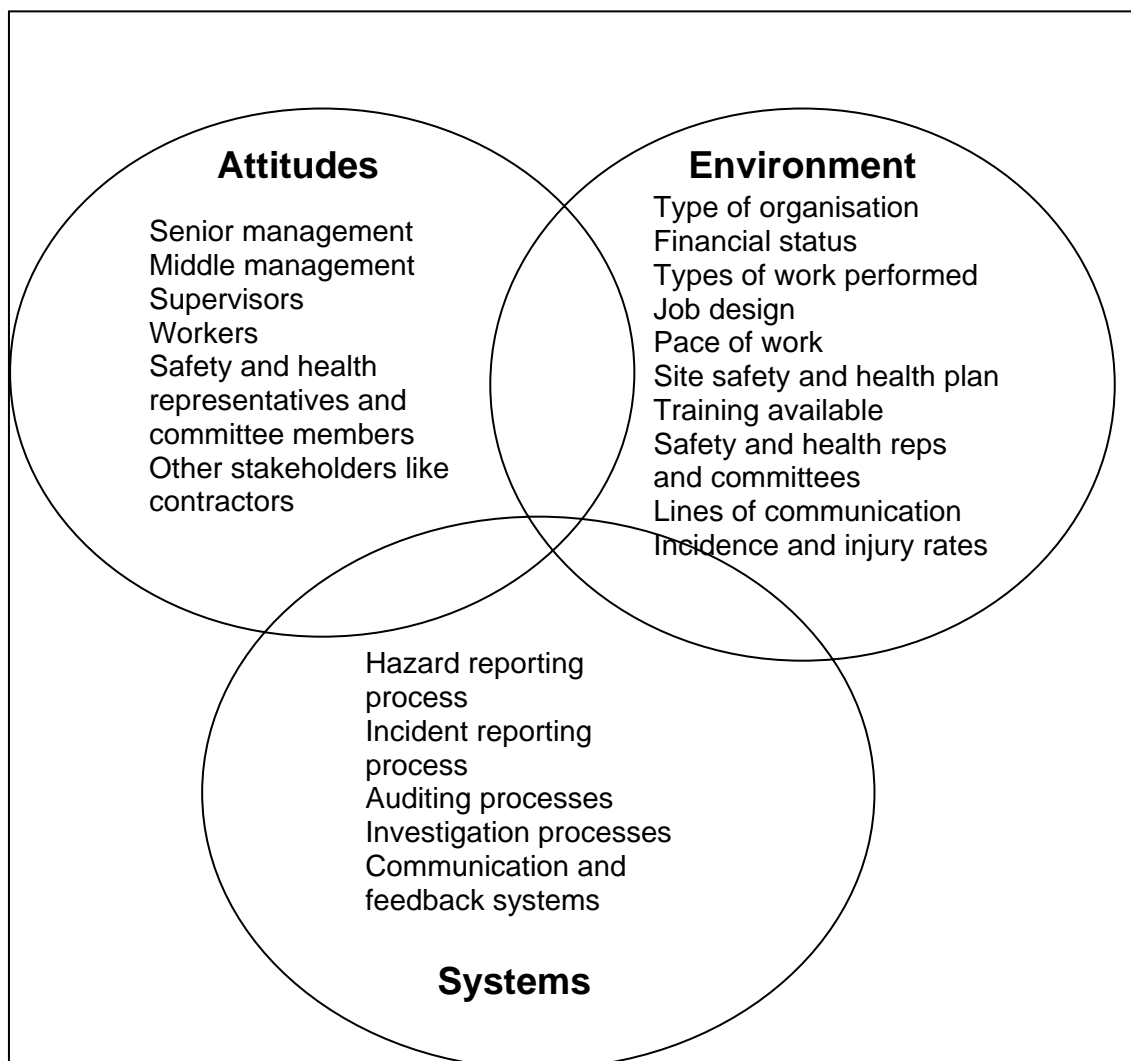 Attitudes
Senior management
Middle management
Supervisors
Workers
Safety and health
representatives and
committee members
Other stakeholders like
contractors
Environment
Type of organisation
Financial status
Types of work performed
Job design
Pace of work
Site safety and health plan
Training available
Safety and health reps
and committees
Lines of communication
Incidence and injury rates
Hazard reporting
process
Incident reporting
process
Auditing processes
Investigation processes
Communication and
feedback systems
Systems